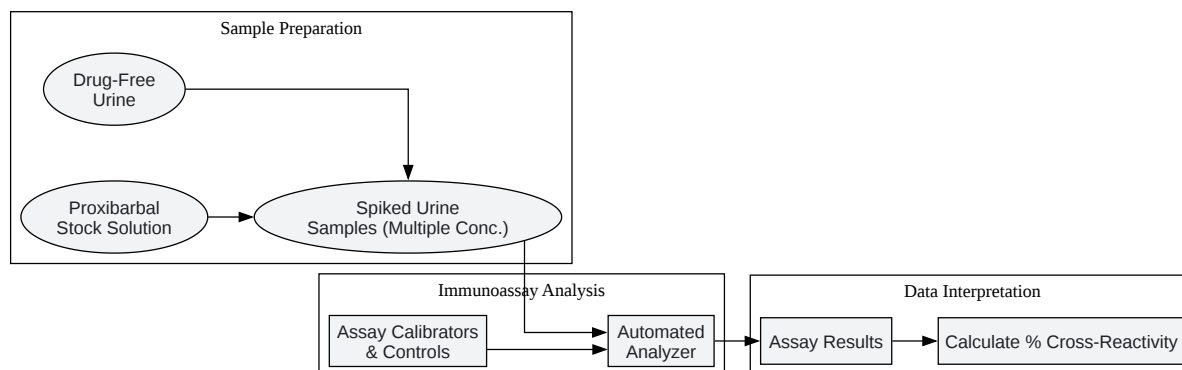 Sample Preparation
Drug-Free
Urine
Proxibarbal
Stock Solution
Spiked Urine
Samples (Multiple Conc.)
Immunoassay Analysis
Assay Calibrators
& Controls
Automated
Analyzer
Data Interpretation
Assay Results
Calculate % Cross-Reactivity